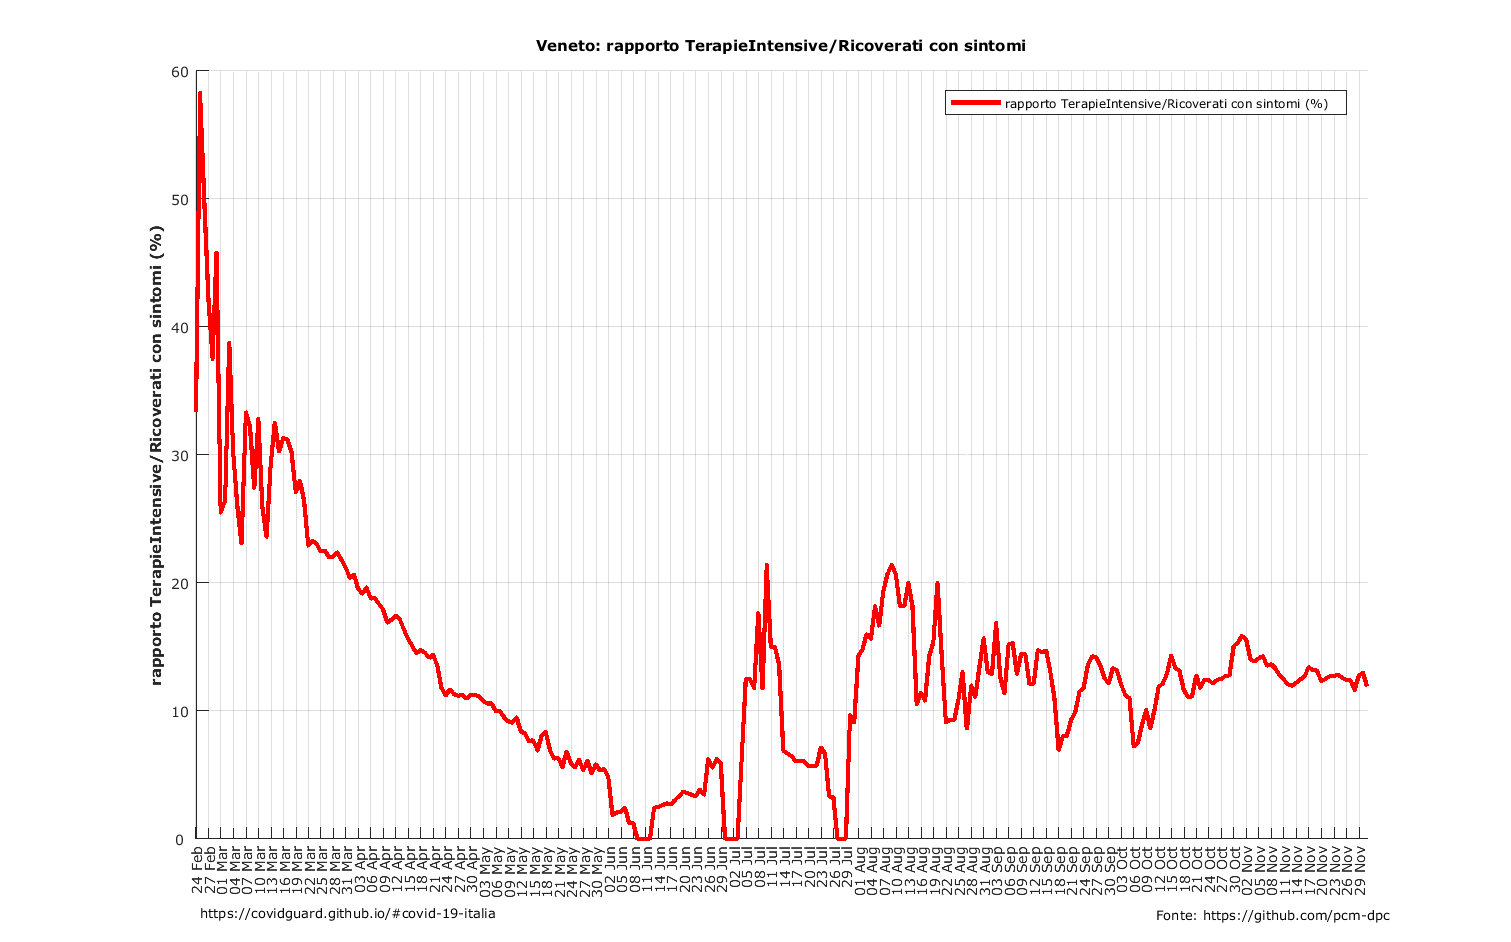 Veneto: rapporto TerapieIntensive/Ricoverati con sintomi
rapporto TerapieIntensive/Ricoverati con sintomi (%)
rapporto TerapieIntensive/Ricoverati con sintomi (%)
60
50
40
30
20
10
0
24 Feb
27 Feb
01 Mar
04 Mar
07 Mar
10 Mar
13 Mar
16 Mar
19 Mar
22 Mar
25 Mar
28 Mar
31 Mar
03 Apr
06 Apr
09 Apr
12 Apr
15 Apr
18 Apr
21 Apr
24 Apr
27 Apr
30 Apr
03 May
06 May
09 May
12 May
15 May
18 May
21 May
24 May
27 May
30 May
02 Jun
05 Jun
08 Jun
11 Jun
14 Jun
17 Jun
20 Jun
23 Jun
26 Jun
29 Jun
02 Jul
05 Jul
08 Jul
11 Jul
14 Jul
17 Jul
20 Jul
23 Jul
26 Jul
29 Jul
01 Aug
04 Aug
07 Aug
10 Aug
13 Aug
16 Aug
19 Aug
22 Aug
25 Aug
28 Aug
31 Aug
03 Sep
06 Sep
09 Sep
12 Sep
15 Sep
18 Sep
21 Sep
24 Sep
27 Sep
30 Sep
03 Oct
06 Oct
09 Oct
12 Oct
15 Oct
18 Oct
21 Oct
24 Oct
27 Oct
30 Oct
02 Nov
05 Nov
08 Nov
11 Nov
14 Nov
17 Nov
20 Nov
23 Nov
26 Nov
29 Nov
https://covidguard.github.io/#covid-19-italia
Fonte: https://github.com/pcm-dpc